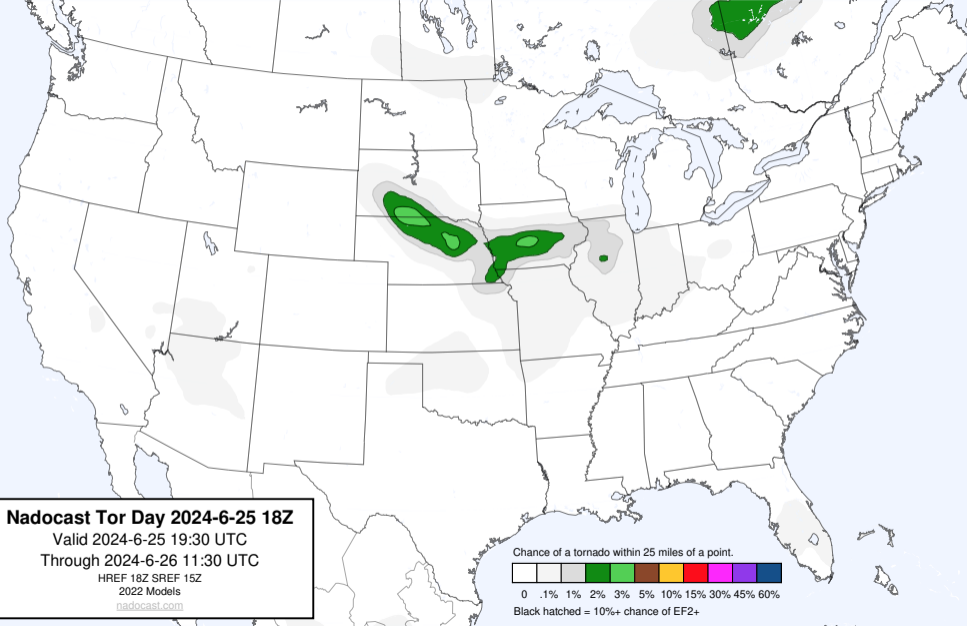 Nadocast Tor Day 2024-6-25 18Z
Valid 2024-6-25 19:30 UTC
Through 2024-6-26 11:30 UTC
HREF 18Z SREF 15Z
2022 Models
nadocast.com
Chance of a tornado within 25 miles of a point.
0 .1% 1% 2% 3% 5% 10% 15% 30% 45% 60%
Black hatched = 10%+ chance of EF2+